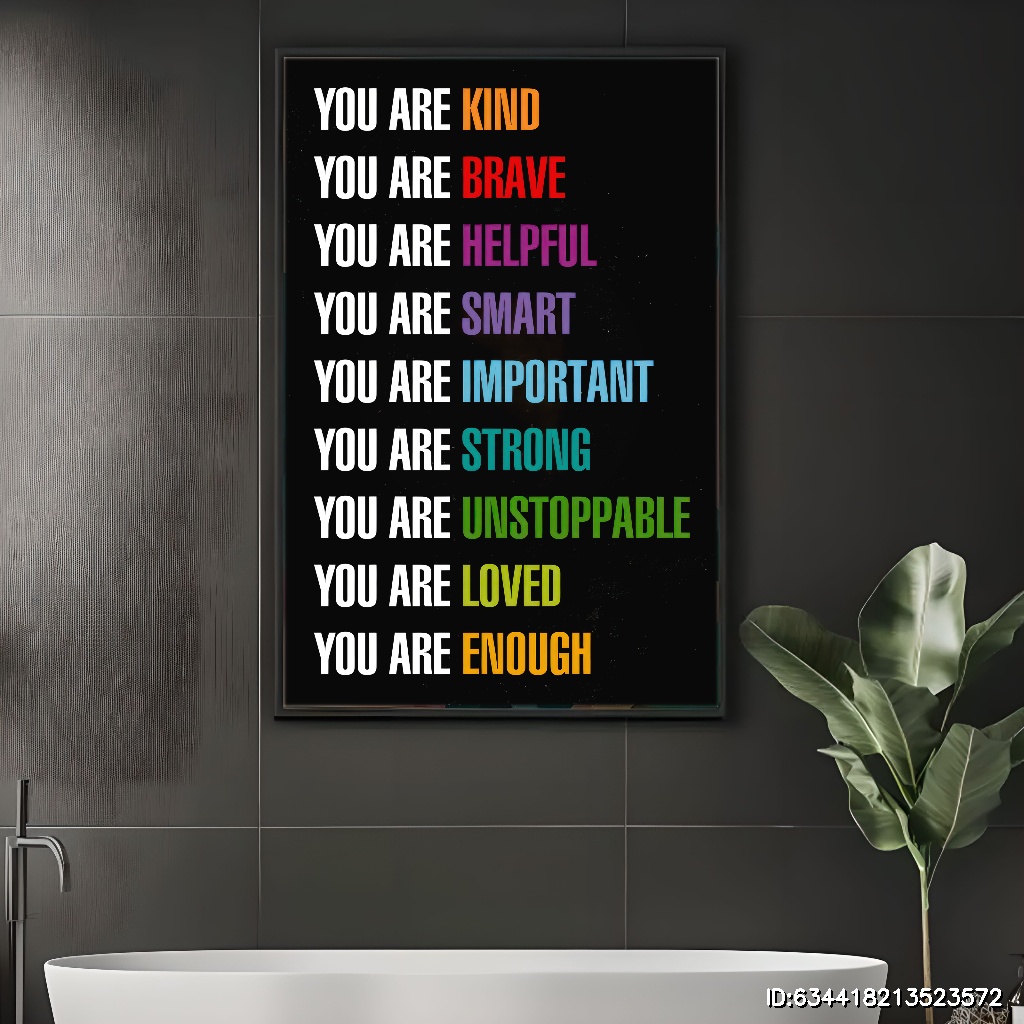 YOU ARE KIND
YOU ARE BRAVE
YOU ARE HELPFUL
YOU ARE SMART
YOU ARE IMPORTANT
YOU ARE STRONG
YOU ARE UNSTOPPABLE
YOU ARE LOVED
YOU ARE ENOUGH
ID:634418213523572